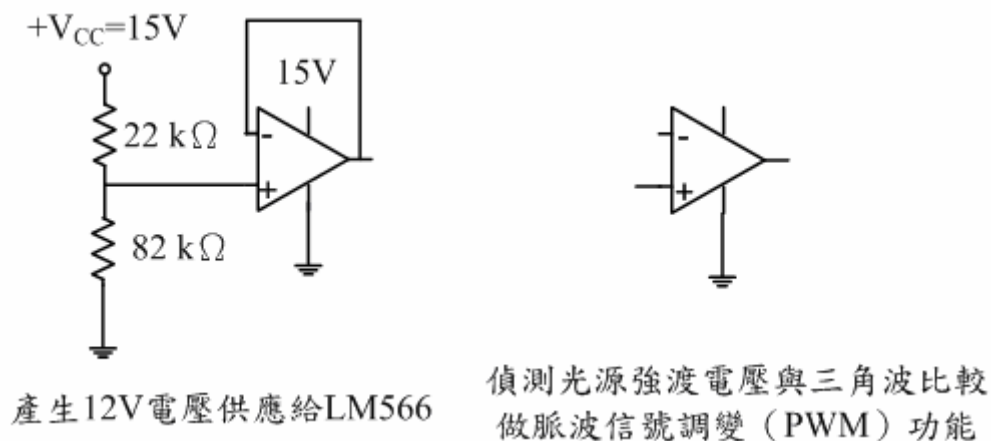 +V_CC=15V
15V
22 kΩ
-
+
82 kΩ
-
+
產生12V電壓供應給LM566
偵測光源強渡電壓與三角波比較
做脈波信號調變（PWM）功能